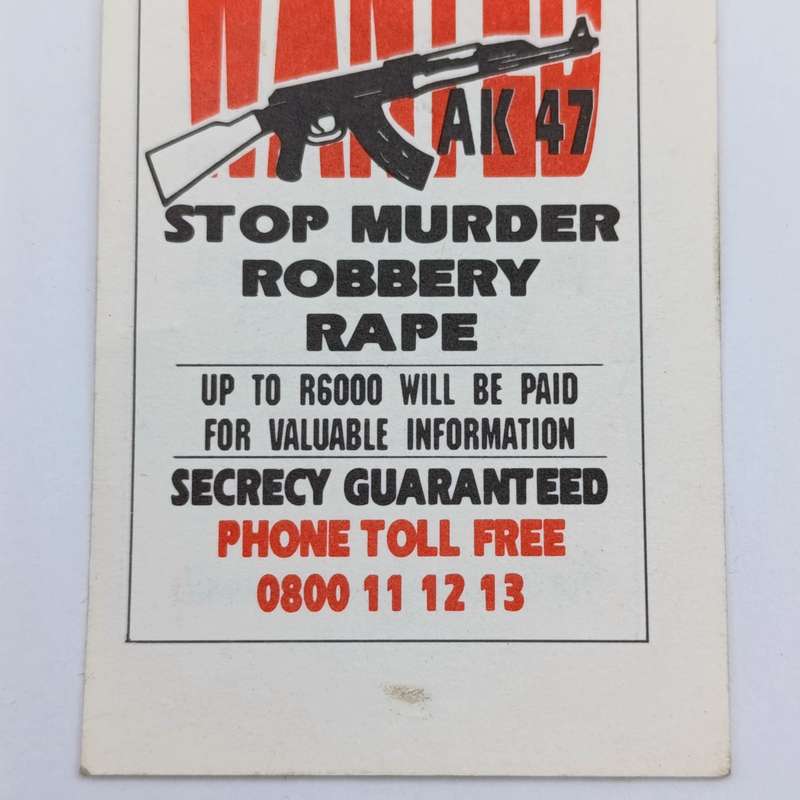 WANTED
AK 47
STOP MURDER
ROBBERY
RAPE
UP TO R6000 WILL BE PAID
FOR VALUABLE INFORMATION
SECRECY GUARANTEED
PHONE TOLL FREE
0800 11 12 13